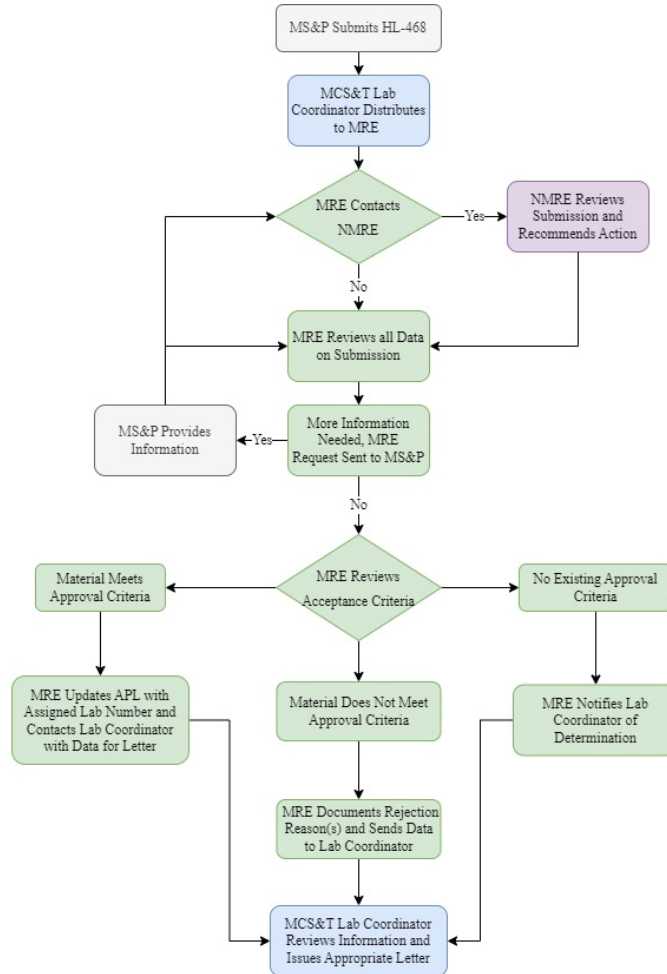 MS&P Submits HL-468
MCS&T Lab
Coordinator Distributes
to MRE
MRE Contacts
NMRE
Yes
NMRE Reviews
Submission and
Recommends Action
No
MRE Reviews all Data
on Submission
MS&P Provides
Information
Yes
More Information
Needed, MRE
Request Sent to MS&P
No
Material Meets
Approval Criteria
MRE Reviews
Acceptance Criteria
No Existing Approval
Criteria
MRE Updates APL with
Assigned Lab Number and
Contacts Lab Coordinator
with Data for Letter
Material Does Not Meet
Approval Criteria
MRE Notifies Lab
Coordinator of
Determination
MRE Documents Rejection
Reason(s) and Sends Data
to Lab Coordinator
MCS&T Lab Coordinator
Reviews Information and
Issues Appropriate Letter